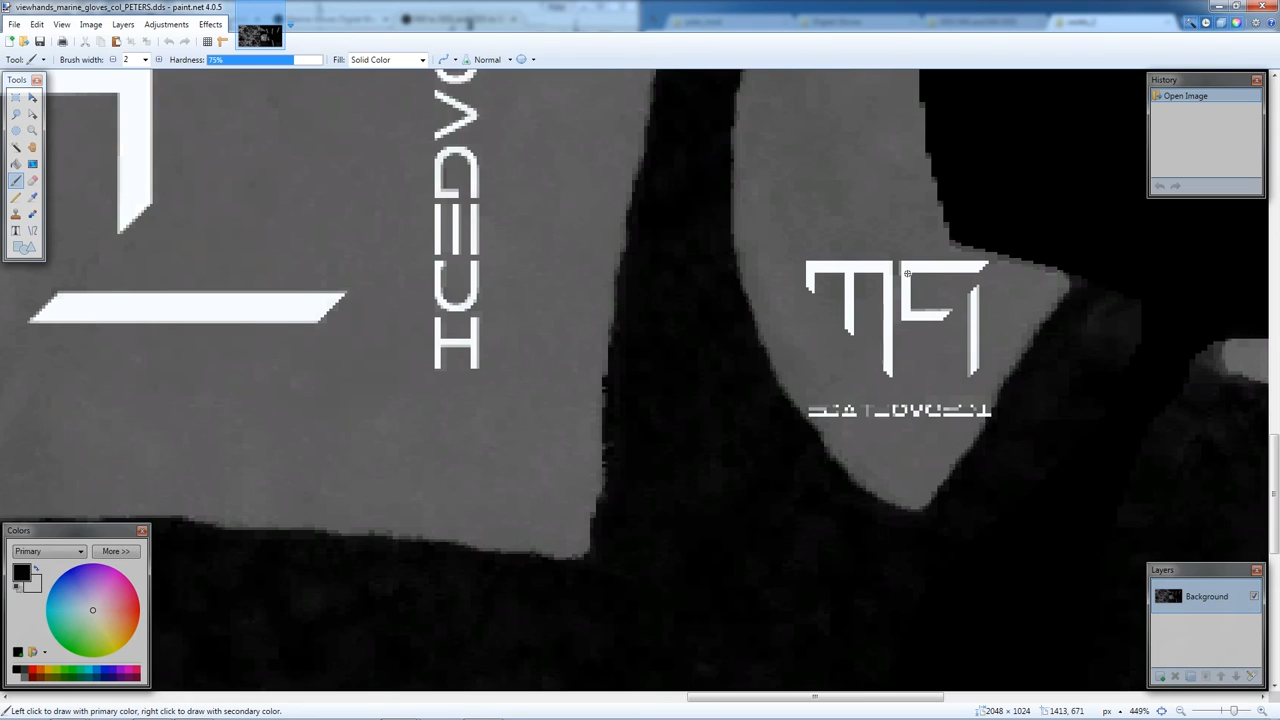 viewhands_marine_gloves_col_PETERS.dds - paint.net 4.0.5
File Edit View Image Layers Adjustments Effects
Tool: Brush width: 2 Hardness: 75% Fill: Solid Color Normal
Tools
History
Open Image
Colors
Primary
More >>
Layers
Background
Left click to draw with primary color, right click to draw with secondary color.
2048 × 1024
1413, 671
px
449%